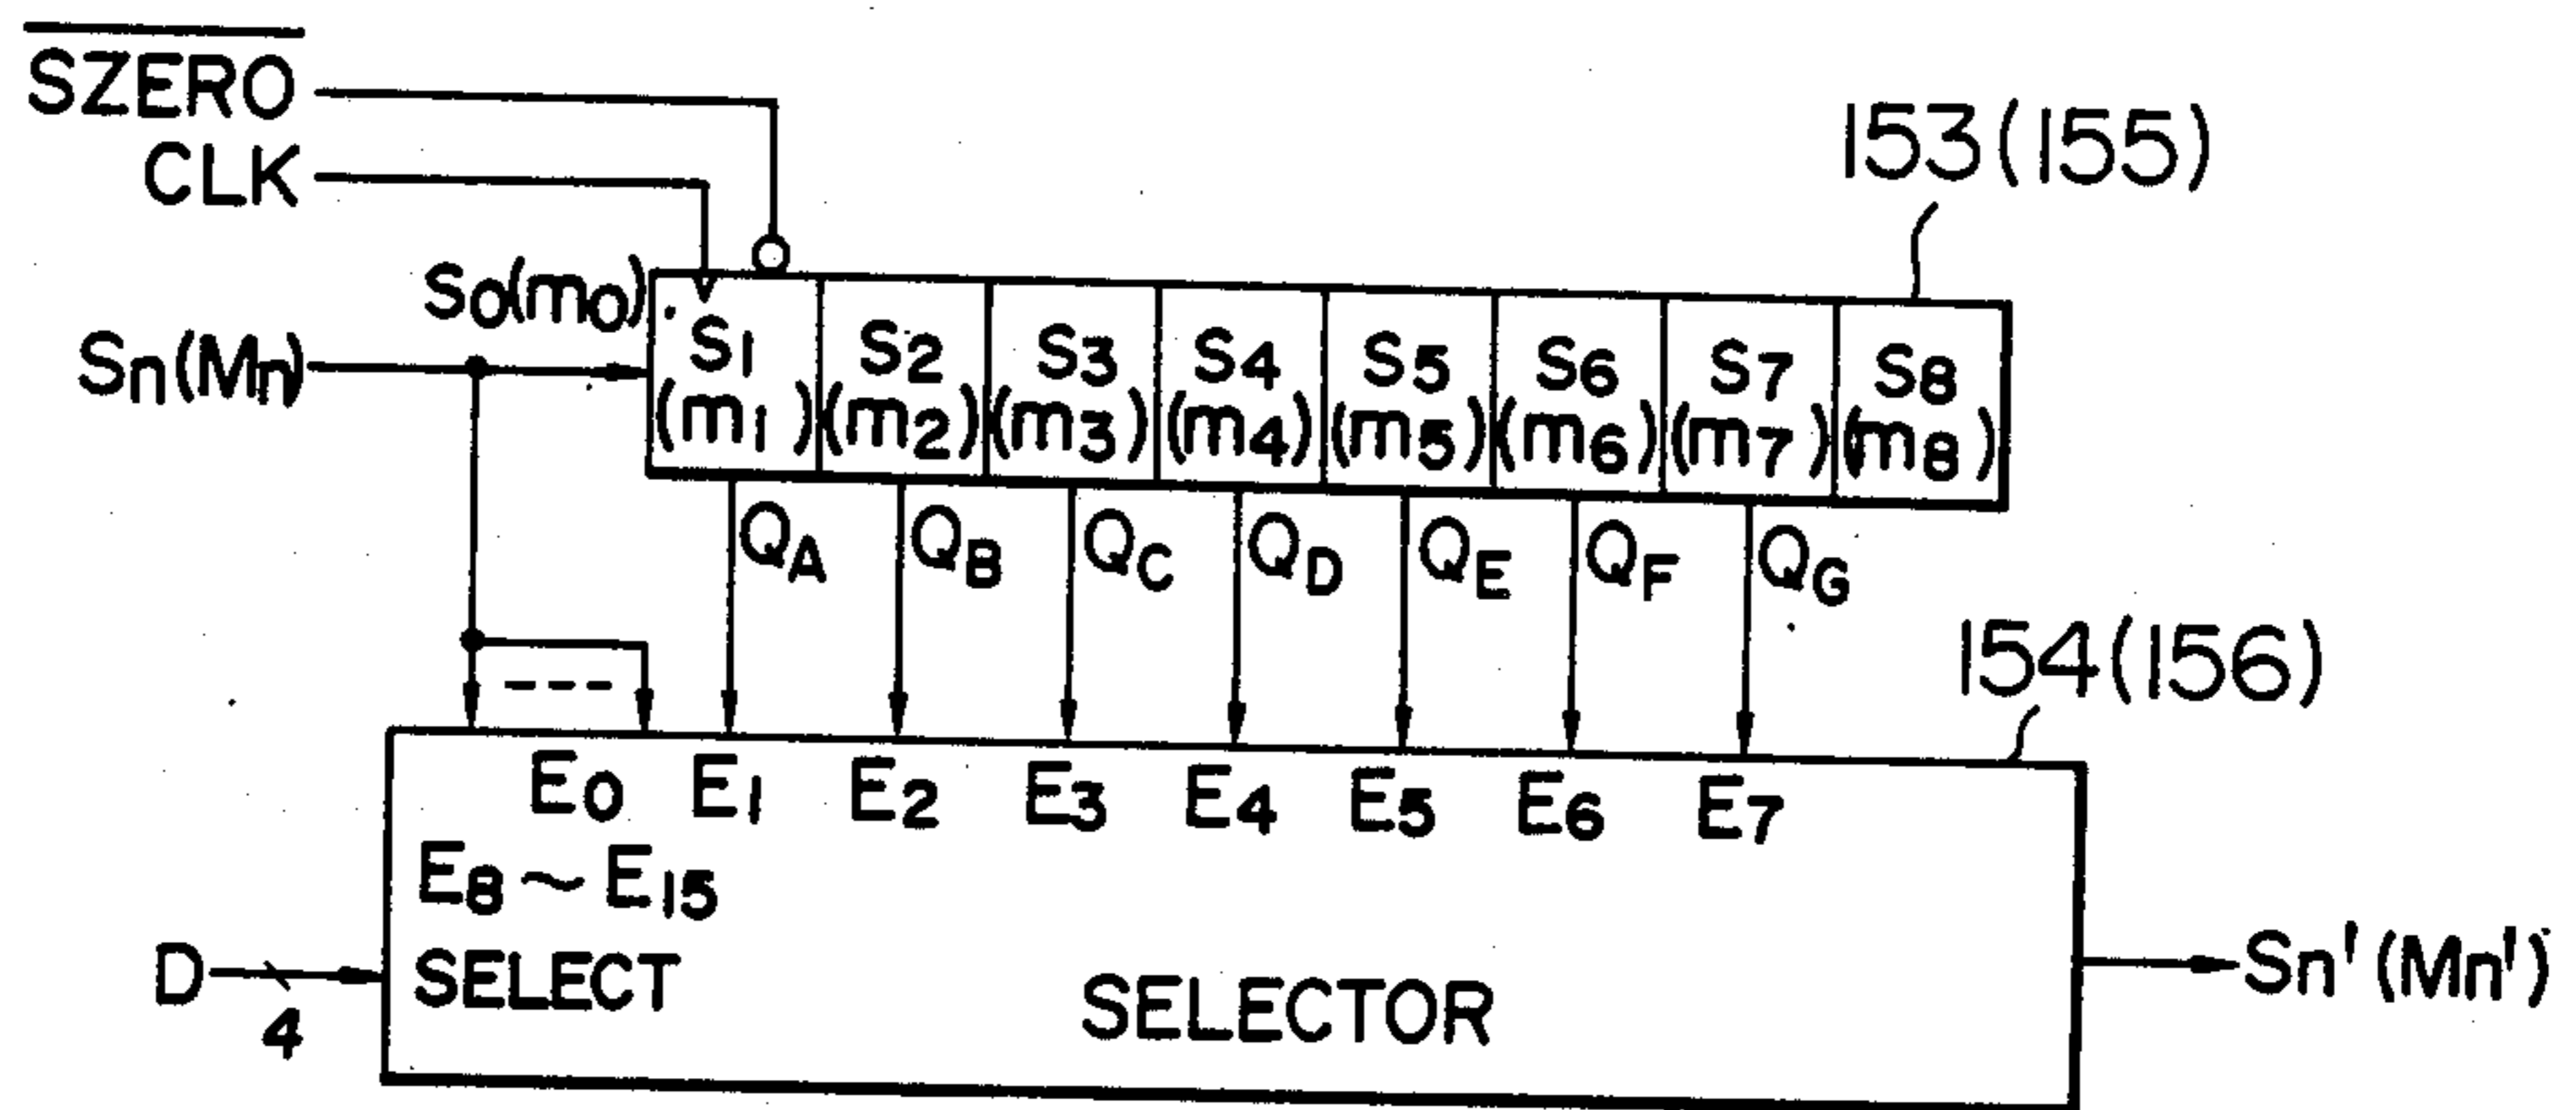 SZERO
CLK
153(155)
S0(m0)
Sn(Mn)
S1 S2 S3 S4 S5 S6 S7 S8
(m1) (m2) (m3) (m4) (m5) (m6) (m7) (m8)
QA QB QC QD QE QF QG
154(156)
E0 E1 E2 E3 E4 E5 E6 E7
E8~E15
D
4
SELECT
SELECTOR
Sn'(Mn')